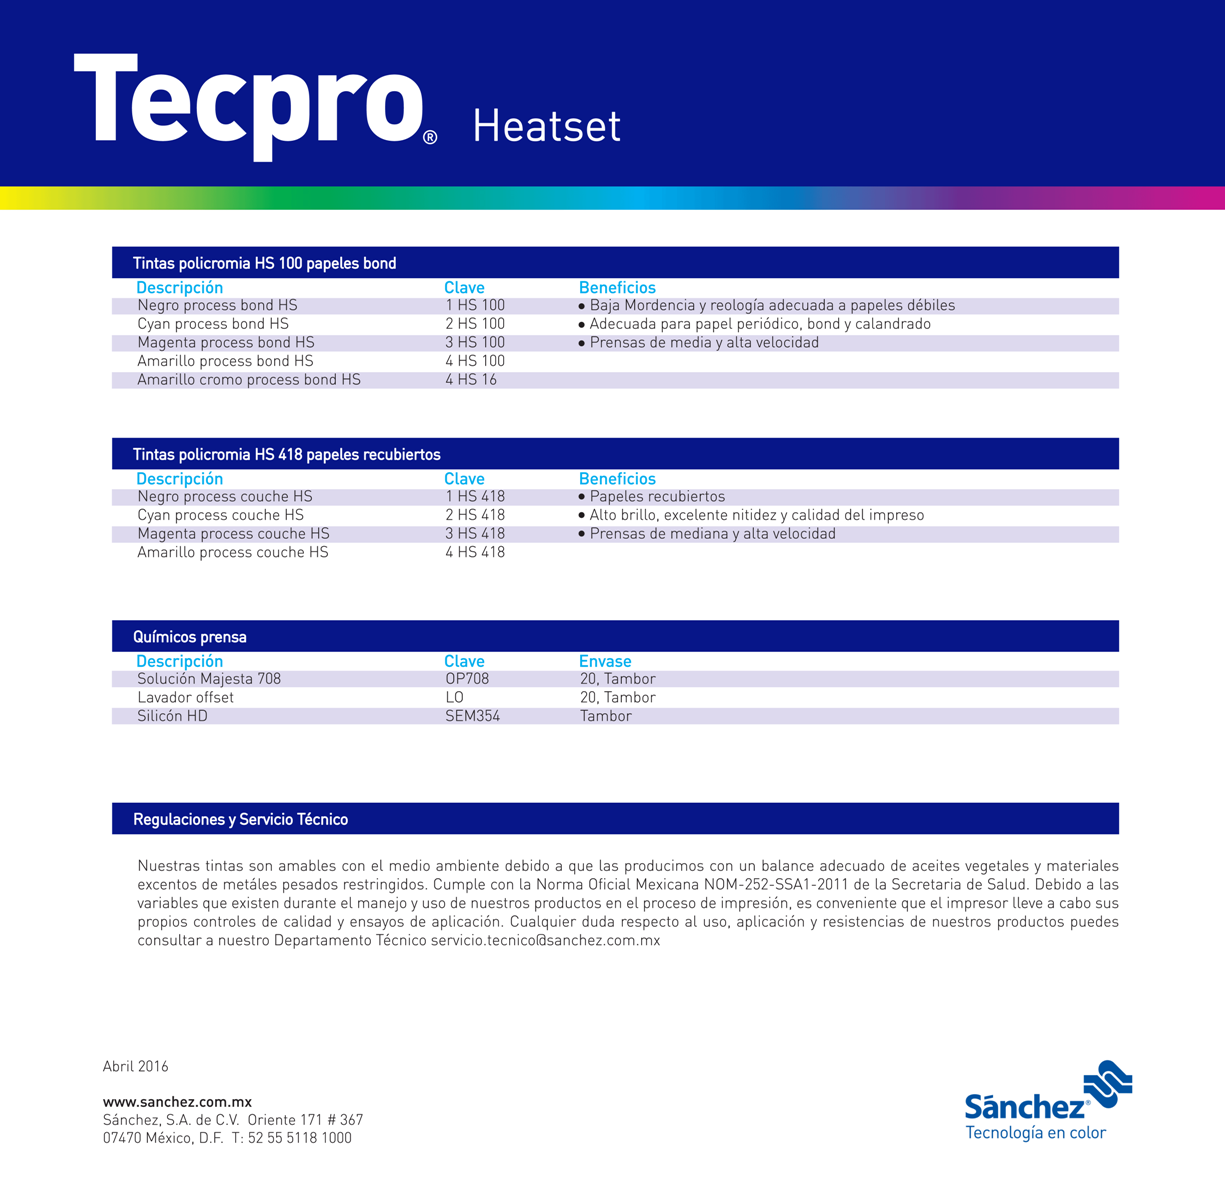 Tecpro® Heatset
Tintas policromia HS 100 papeles bond
Descripción Clave Beneficios
Negro process bond HS 1 HS 100 • Baja Mordencia y reología adecuada a papeles débiles
Cyan process bond HS 2 HS 100 • Adecuada para papel periódico, bond y calandrado
Magenta process bond HS 3 HS 100 • Prensas de media y alta velocidad
Amarillo process bond HS 4 HS 100
Amarillo cromo process bond HS 4 HS 16
Tintas policromia HS 418 papeles recubiertos
Descripción Clave Beneficios
Negro process couche HS 1 HS 418 • Papeles recubiertos
Cyan process couche HS 2 HS 418 • Alto brillo, excelente nitidez y calidad del impreso
Magenta process couche HS 3 HS 418 • Prensas de mediana y alta velocidad
Amarillo process couche HS 4 HS 418
Químicos prensa
Descripción Clave Envase
Solución Majesta 708 OP708 20, Tambor
Lavador offset LO 20, Tambor
Silicón HD SEM354 Tambor
Regulaciones y Servicio Técnico
Nuestras tintas son amables con el medio ambiente debido a que las producimos con un balance adecuado de aceites vegetales y materiales
excentos de metáles pesados restringidos. Cumple con la Norma Oficial Mexicana NOM-252-SSA1-2011 de la Secretaria de Salud. Debido a las
variables que existen durante el manejo y uso de nuestros productos en el proceso de impresión, es conveniente que el impresor lleve a cabo sus
propios controles de calidad y ensayos de aplicación. Cualquier duda respecto al uso, aplicación y resistencias de nuestros productos puedes
consultar a nuestro Departamento Técnico servicio.tecnico@sanchez.com.mx
Abril 2016
www.sanchez.com.mx
Sánchez, S.A. de C.V. Oriente 171 # 367
07470 México, D.F. T: 52 55 5118 1000
Sánchez®
Tecnología en color